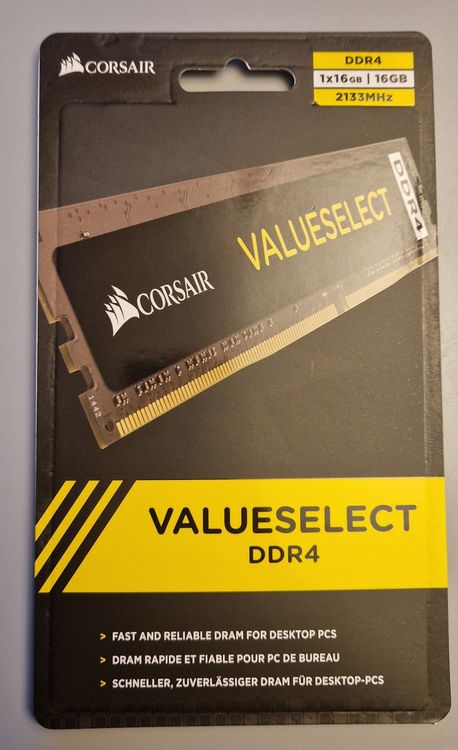 CORSAIR
DDR4
1x16GB | 16GB
2133MHz
VALUESELECT
DDR4
CORSAIR
1442
VALUESELECT
DDR4
> FAST AND RELIABLE DRAM FOR DESKTOP PCS
> DRAM RAPIDE ET FIABLE POUR PC DE BUREAU
> SCHNELLER, ZUVERLÄSSIGER DRAM FÜR DESKTOP-PCS